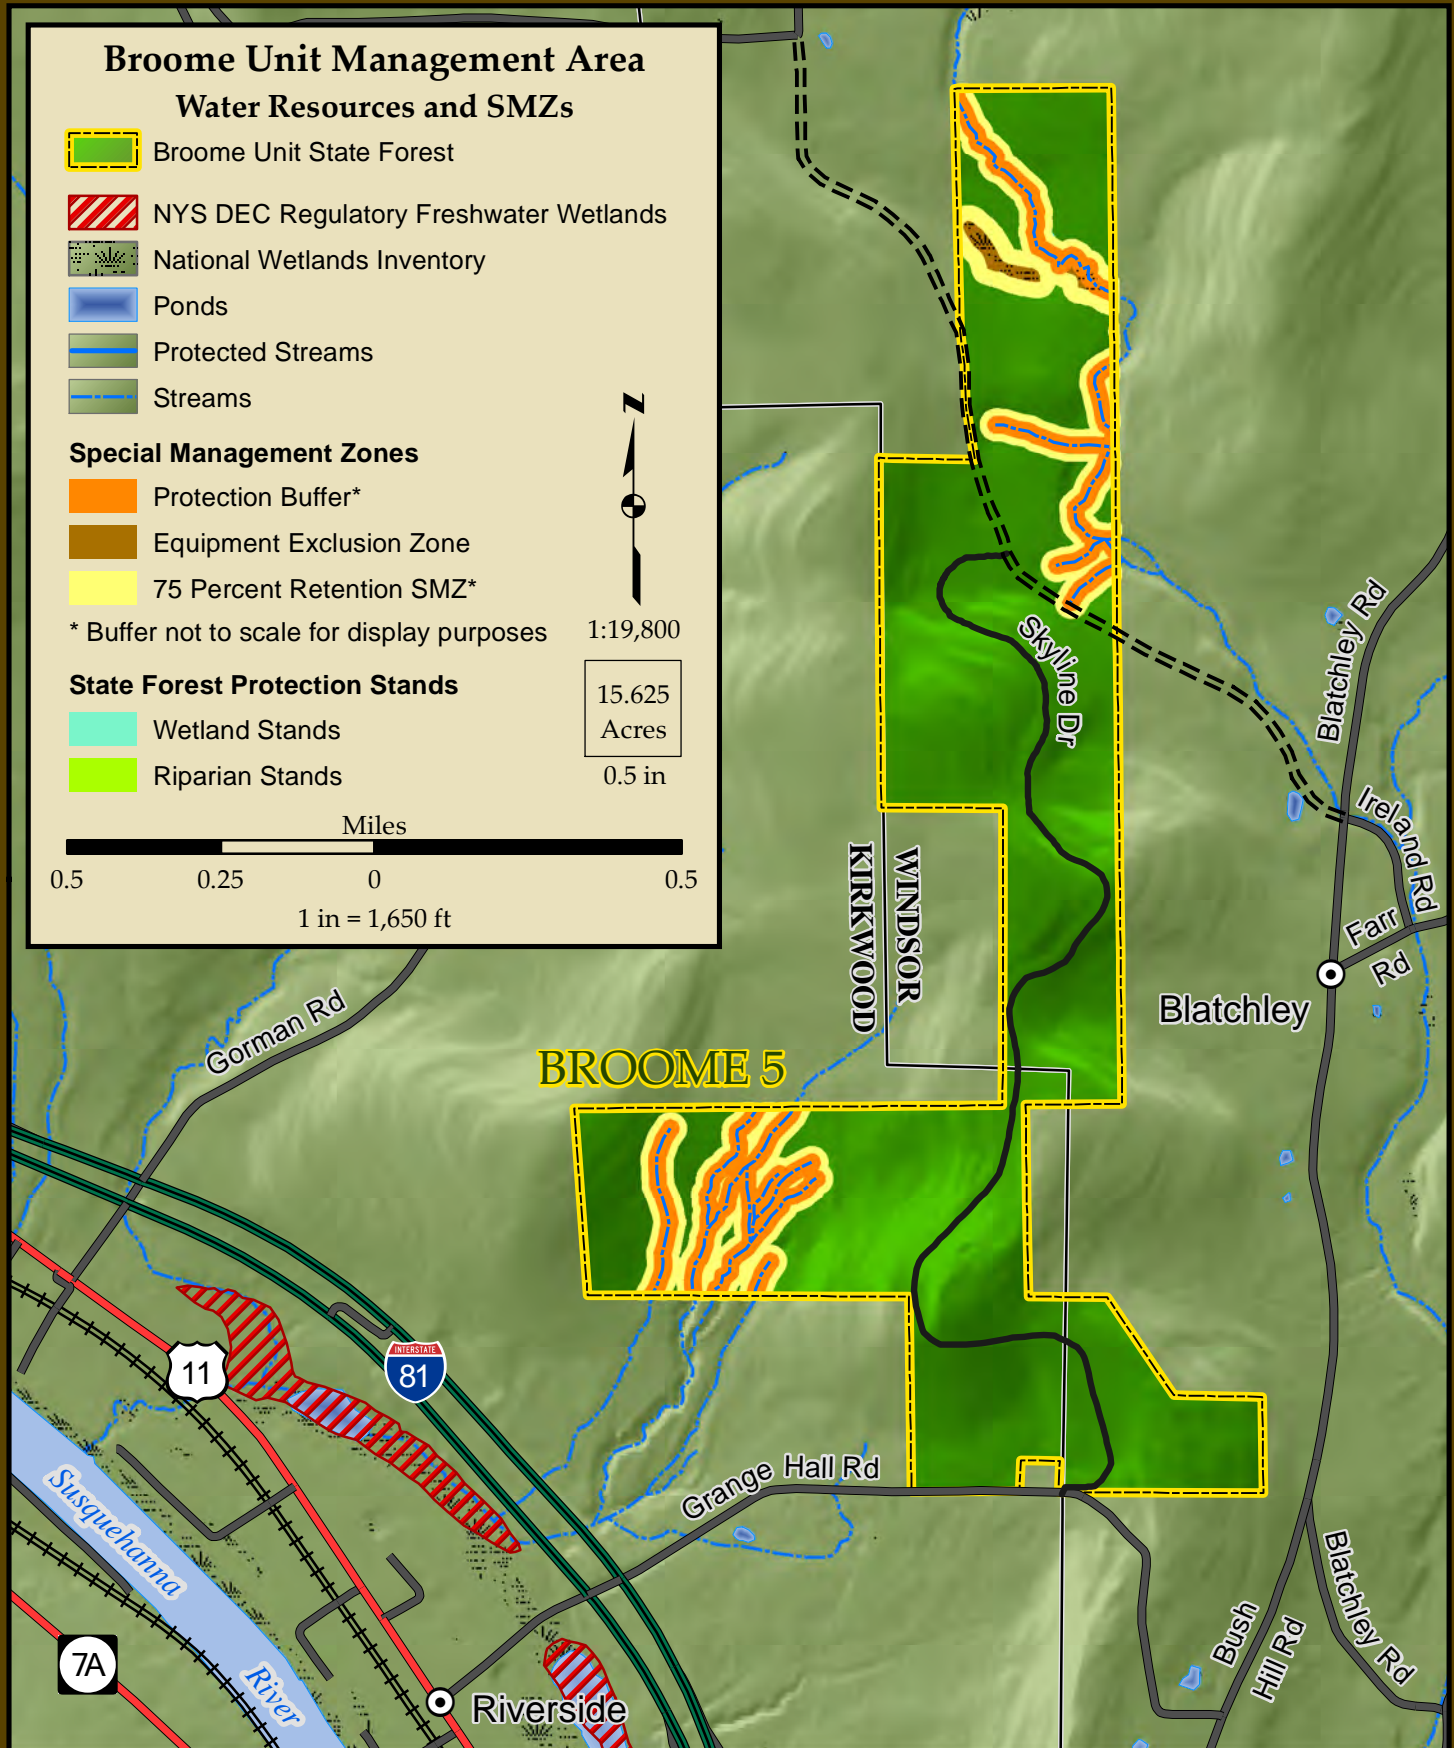 Broome Unit Management Area
Water Resources and SMZs
Broome Unit State Forest
NYS DEC Regulatory Freshwater Wetlands
National Wetlands Inventory
Ponds
Protected Streams
Streams
Special Management Zones
Protection Buffer*
Equipment Exclusion Zone
75 Percent Retention SMZ*
* Buffer not to scale for display purposes
N
1:19,800
State Forest Protection Stands
Wetland Stands
Riparian Stands
15.625
Acres
0.5 in
Miles
0.5 0.25 0 0.5
1 in = 1,650 ft
Skyline Dr
Blatchley Rd
Ireland Rd
Farr
Rd
WINDSOR
KIRKWOOD
Blatchley
Gorman Rd
BROOME 5
INTERSTATE
81
11
Grange Hall Rd
Susquehanna
River
7A
Riverside
Bush
Hill Rd
Blatchley Rd